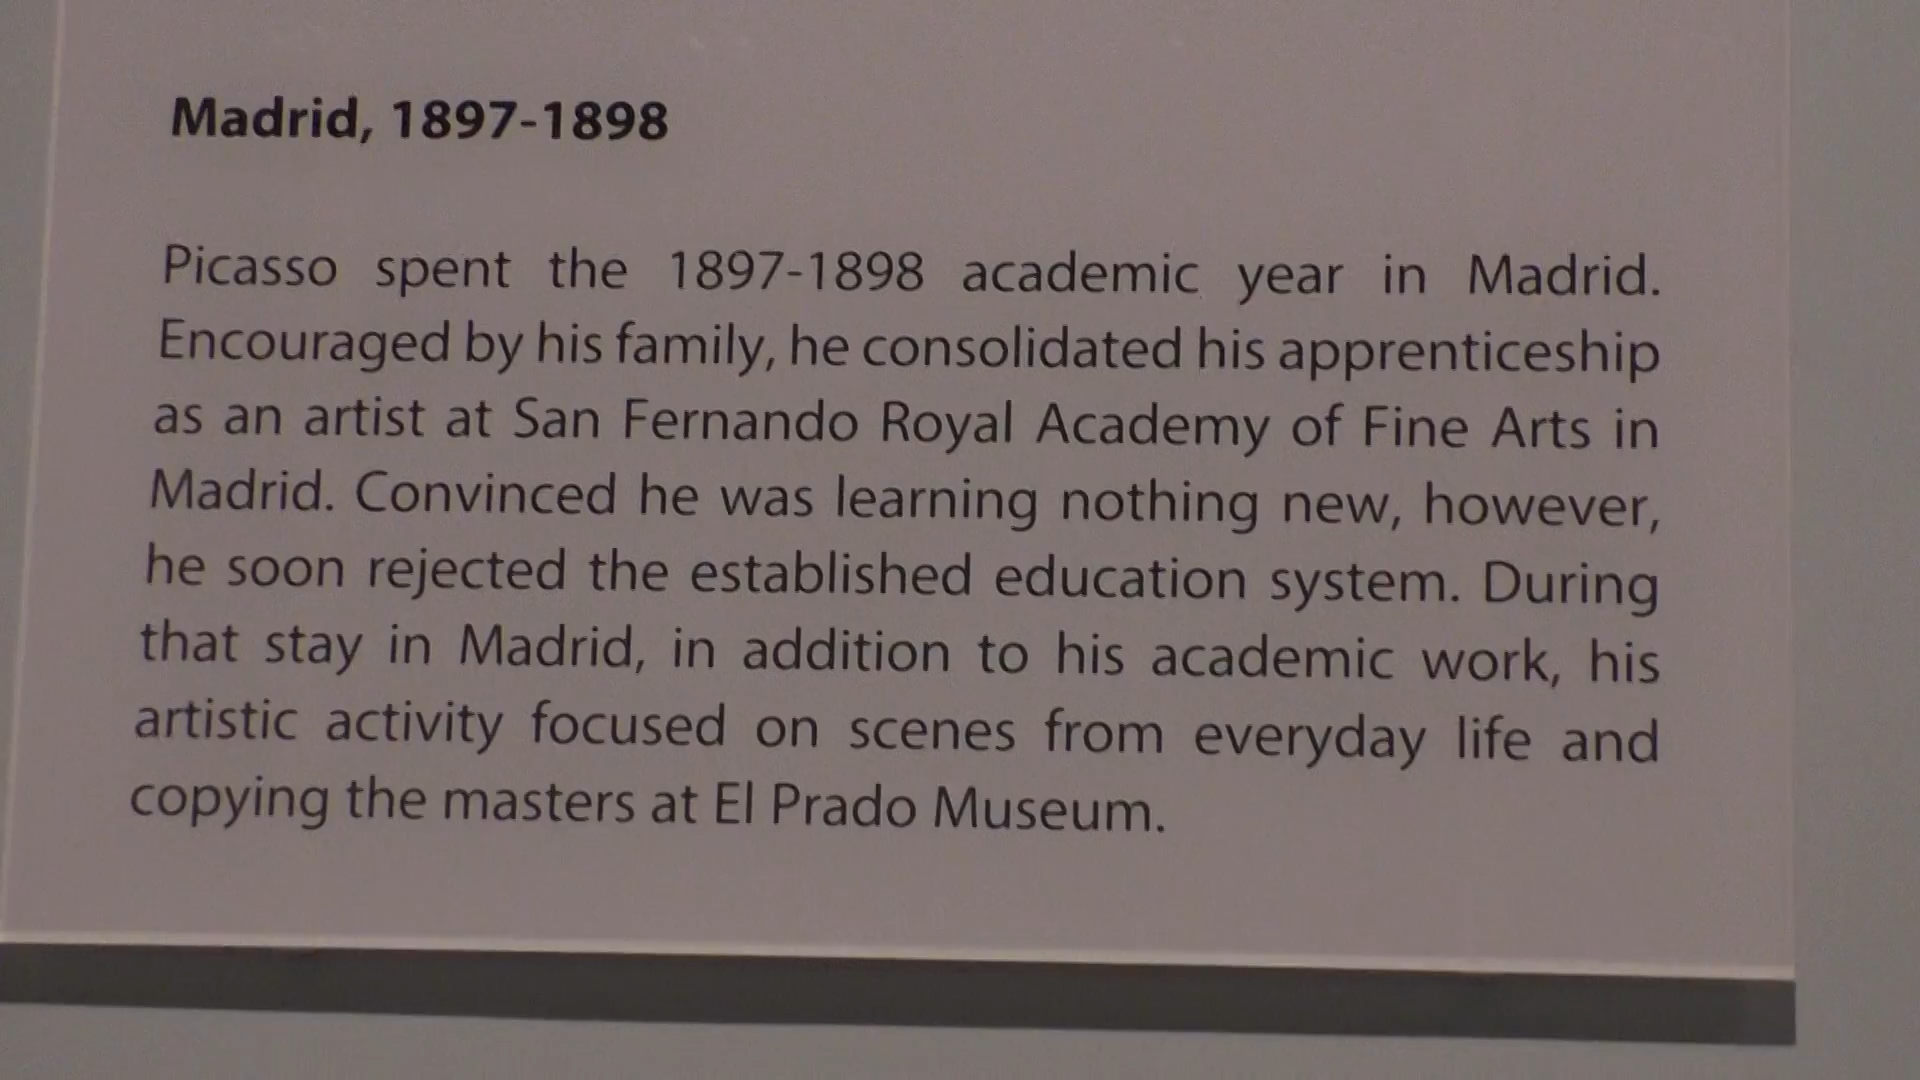 Madrid, 1897-1898
Picasso spent the 1897-1898 academic year in Madrid.
Encouraged by his family, he consolidated his apprenticeship
as an artist at San Fernando Royal Academy of Fine Arts in
Madrid. Convinced he was learning nothing new, however,
he soon rejected the established education system. During
that stay in Madrid, in addition to his academic work, his
artistic activity focused on scenes from everyday life and
copying the masters at El Prado Museum.